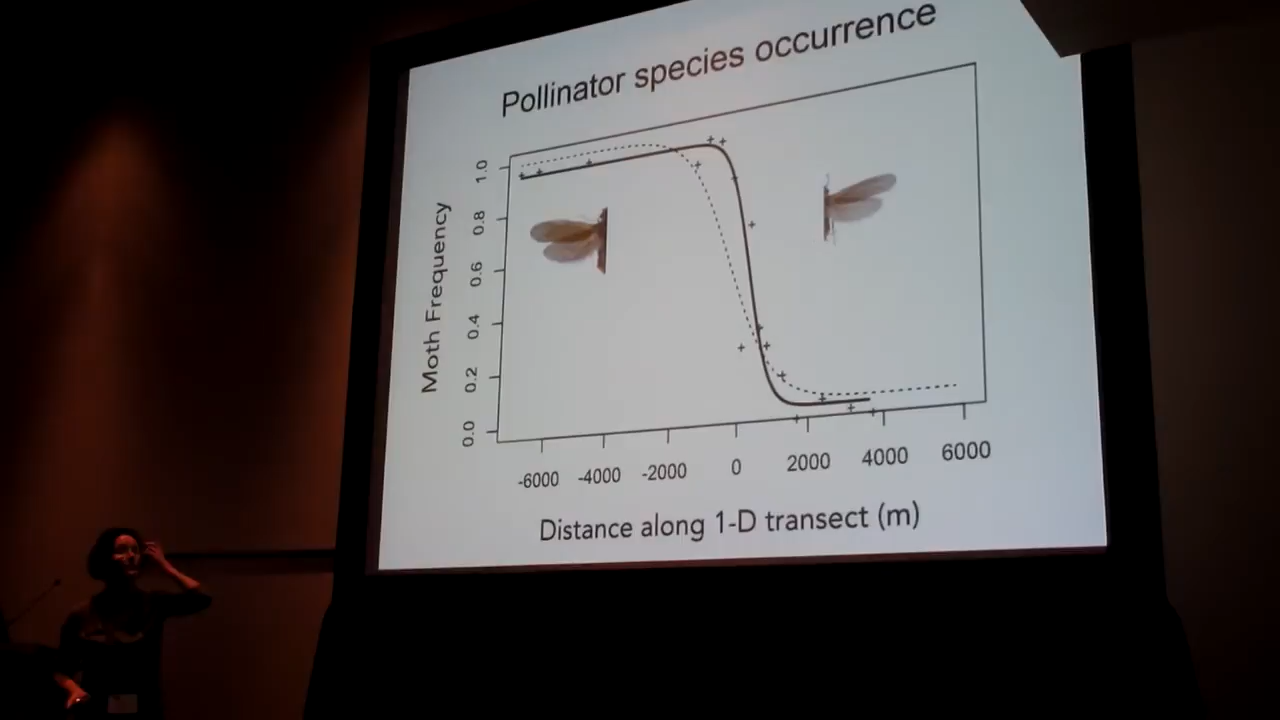 Pollinator species occurrence
Moth Frequency
1.0
0.8
0.6
0.4
0.2
0.0
-6000 -4000 -2000 0 2000 4000 6000
Distance along 1-D transect (m)